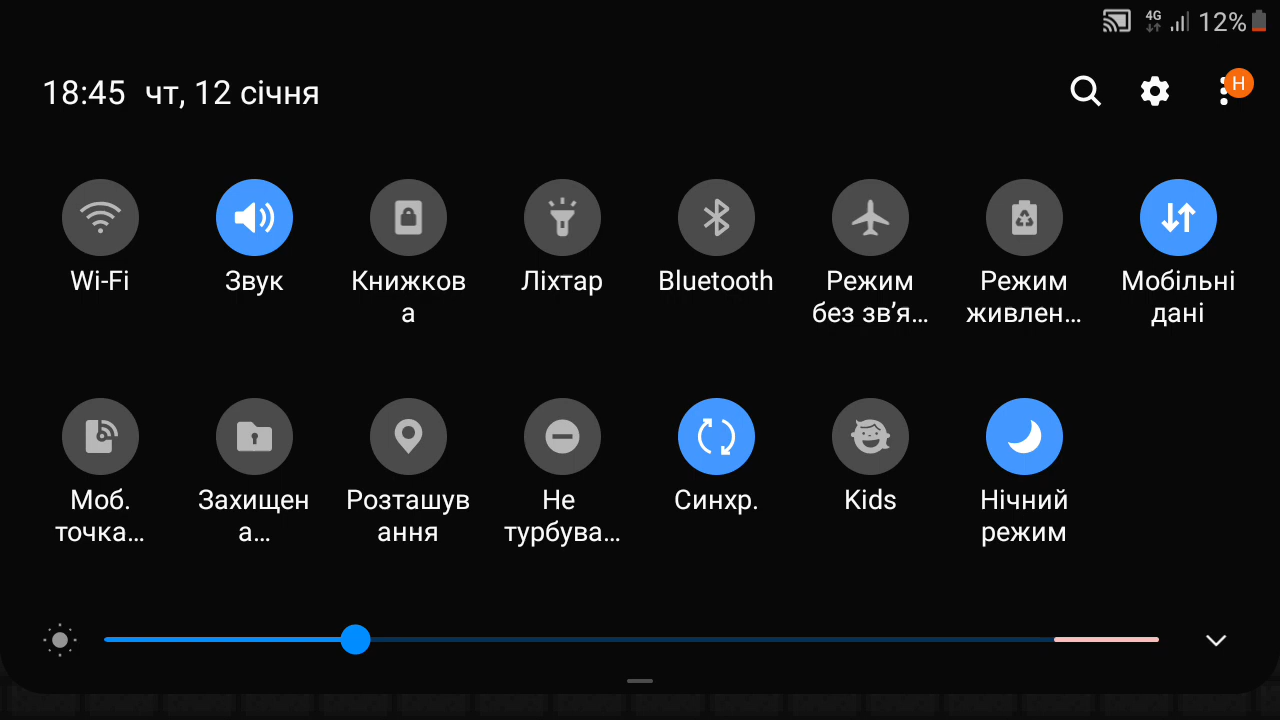 4G 12%
18:45 чт, 12 січня
Н
Wi-Fi Звук Книжков Ліхтар Bluetooth Режим Режим Мобільні
а без зв’я… живлен… дані
Моб. Захищен Розташув Не Синхр. Kids Нічний
точка… а… ання турбува… режим